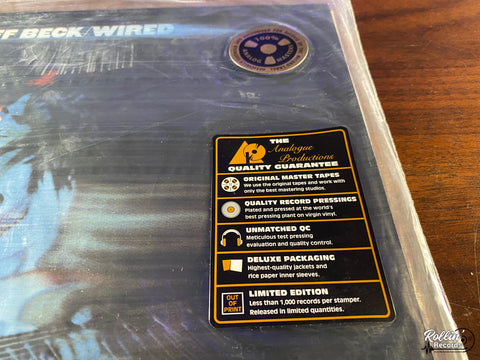 FF BECK/WIRED
100%
THE
Analogue
Productions
QUALITY GUARANTEE
ORIGINAL MASTER TAPES
We use the original tapes and work with
only the best mastering studios.
QUALITY RECORD PRESSINGS
Plated and pressed at the world's
best pressing plant on virgin vinyl.
UNMATCHED QC
Meticulous test pressing
evaluation and quality control.
DELUXE PACKAGING
Highest-quality jackets and
rice paper inner sleeves.
OUT OF
PRINT
LIMITED EDITION
Less than 1,000 records per stamper.
Released in limited quantities.
Rollin'
Records